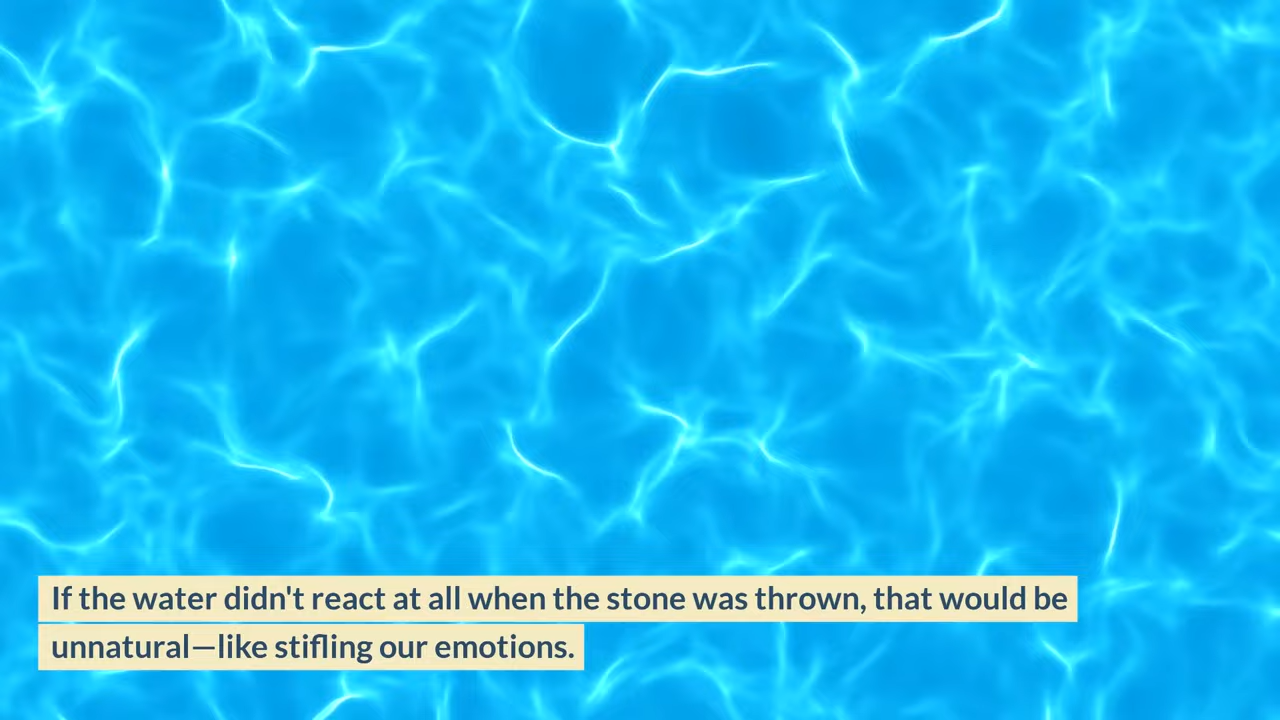 If the water didn't react at all when the stone was thrown, that would be
unnatural—like stifling our emotions.